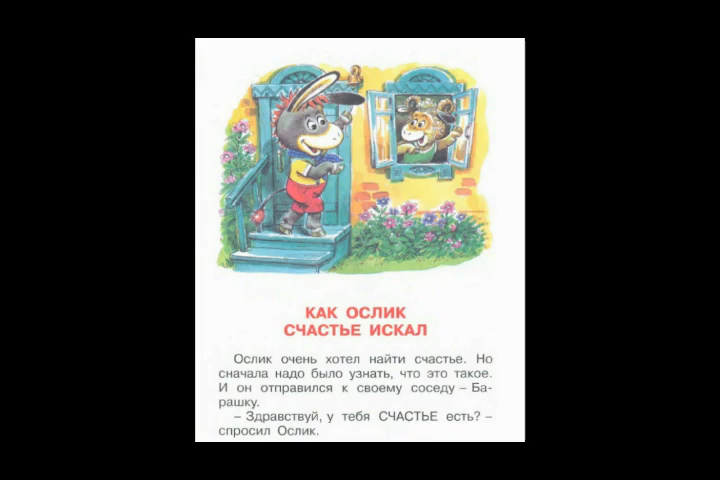 КАК ОСЛИК
СЧАСТЬЕ ИСКАЛ
Ослик очень хотел найти счастье. Но
сначала надо было узнать, что это такое.
И он отправился к своему соседу – Ба-
рашку.
– Здравствуй, у тебя СЧАСТЬЕ есть? –
спросил Ослик.